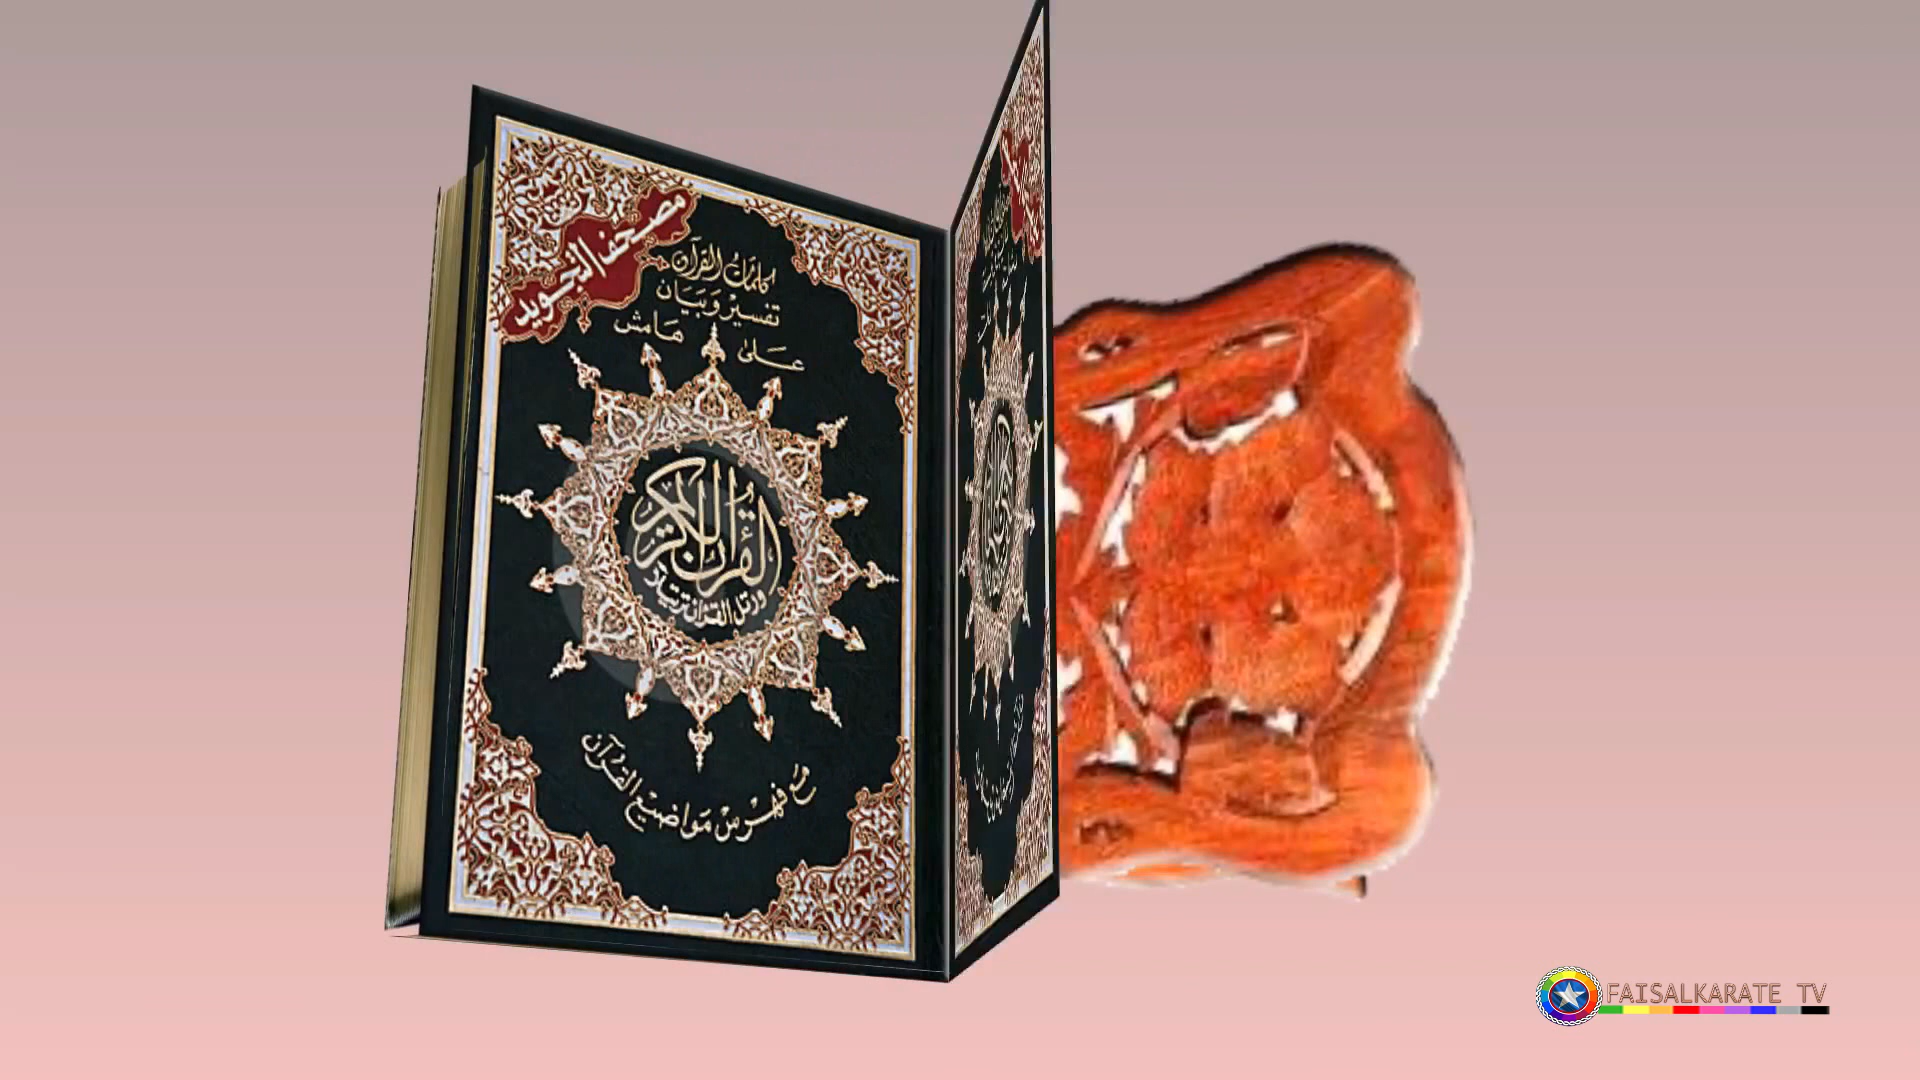 مصحف التجويد
كلمات القرآن
تفسير وبيان
على هامش
القرآن الكريم
ورتل القرآن ترتيلا
مع فهرس مواضيع القرآن
FAISALKARATE TV